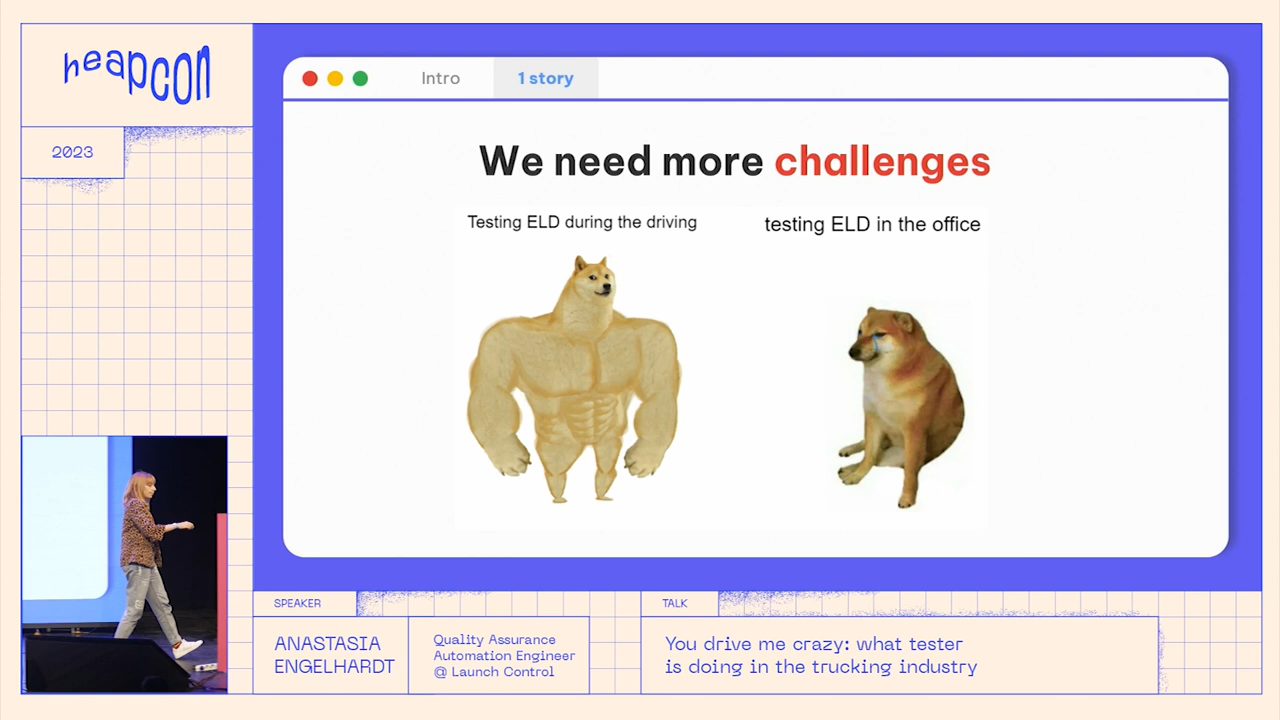 heapcon
2023
Intro
1 story
We need more challenges
Testing ELD during the driving
testing ELD in the office
SPEAKER
ANASTASIA
ENGELHARDT
Quality Assurance
Automation Engineer
@ Launch Control
TALK
You drive me crazy: what tester
is doing in the trucking industry